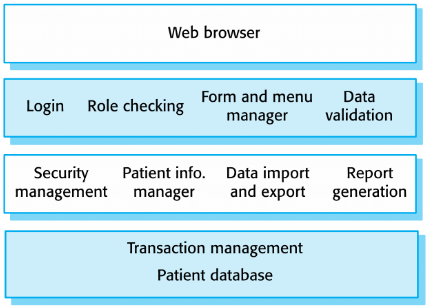 Web browser
Login Role checking Form and menu manager Data validation
Security management Patient info. manager Data import and export Report generation
Transaction management
Patient database